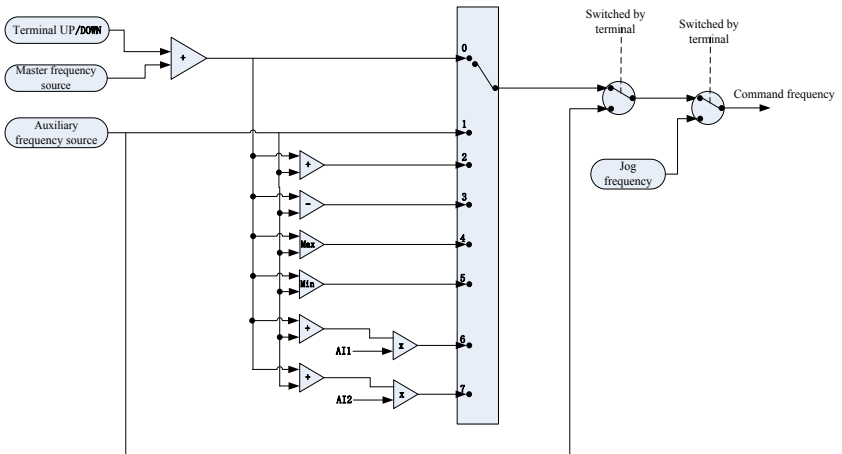 Terminal UP/DOWN
Master frequency
source
Auxiliary
frequency source
+
0
1
+
2
-
3
Max
4
Min
5
+
AI1
x
6
+
AI2
x
7
Switched by
terminal
Switched by
terminal
Command frequency
Jog
frequency